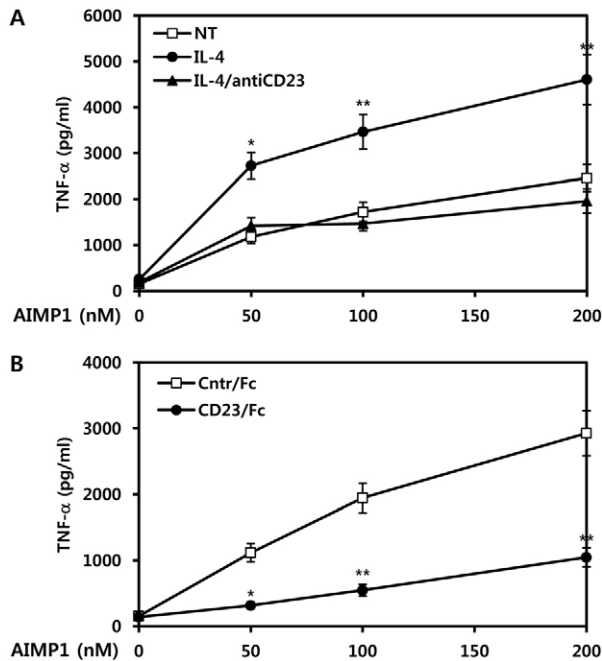 A
6000
5000
4000
3000
2000
1000
0
TNF-α (pg/ml)
NT
IL-4
IL-4/antiCD23
*
**
**
AIMP1 (nM) 0 50 100 150 200
B
4000
3000
2000
1000
0
TNF-α (pg/ml)
Cntr/Fc
CD23/Fc
*
**
**
AIMP1 (nM) 0 50 100 150 200